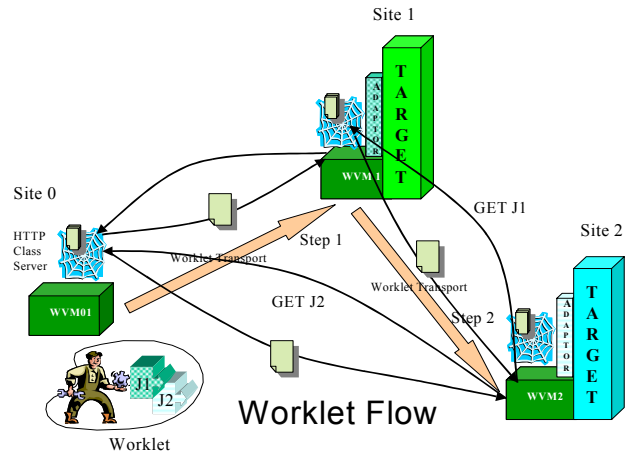 Site 1
TARGET
ADAPTOR
WVM 1
Site 0
HTTP
Class
Server
GET J1
Site 2
Step 1
Worklet Transport
Worklet Transport
GET J2
TARGET
ADAPTOR
WVM01
Step 2
J1
J2
Worklet Flow
WVM2
Worklet